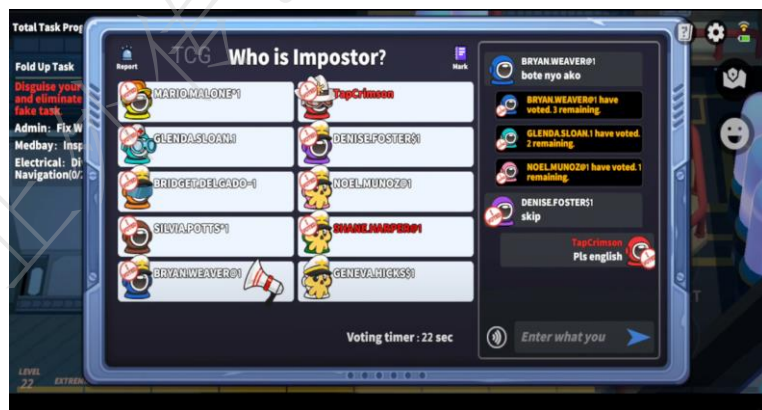 Total Task Prog
Fold Up Task
Disguise your
and eliminate
fake task
Admin: Fix W
Medbay: Insp
Electrical: Di
Navigation(0/
LEVEL
22
EXTREM
Report
TCG
Who is Impostor?
Mark
MARIO.MALONE*1
TapCrimson
GLENDA.SLOAN.1
DENISE.FOSTER$1
BRIDGET.DELGADO~1
NOEL.MUNOZ@1
SILVIA.POTTS*1
SHANE.HARPER@1
BRYAN.WEAVER@1
GENEVA.HICKS$1
Voting timer : 22 sec
BRYAN.WEAVER@1
bote nyo ako
BRYAN.WEAVER@1 have
voted. 3 remaining.
GLENDA.SLOAN.1 have voted.
2 remaining.
NOEL.MUNOZ@1 have voted. 1
remaining.
DENISE.FOSTER$1
skip
TapCrimson
Pls english
Enter what you